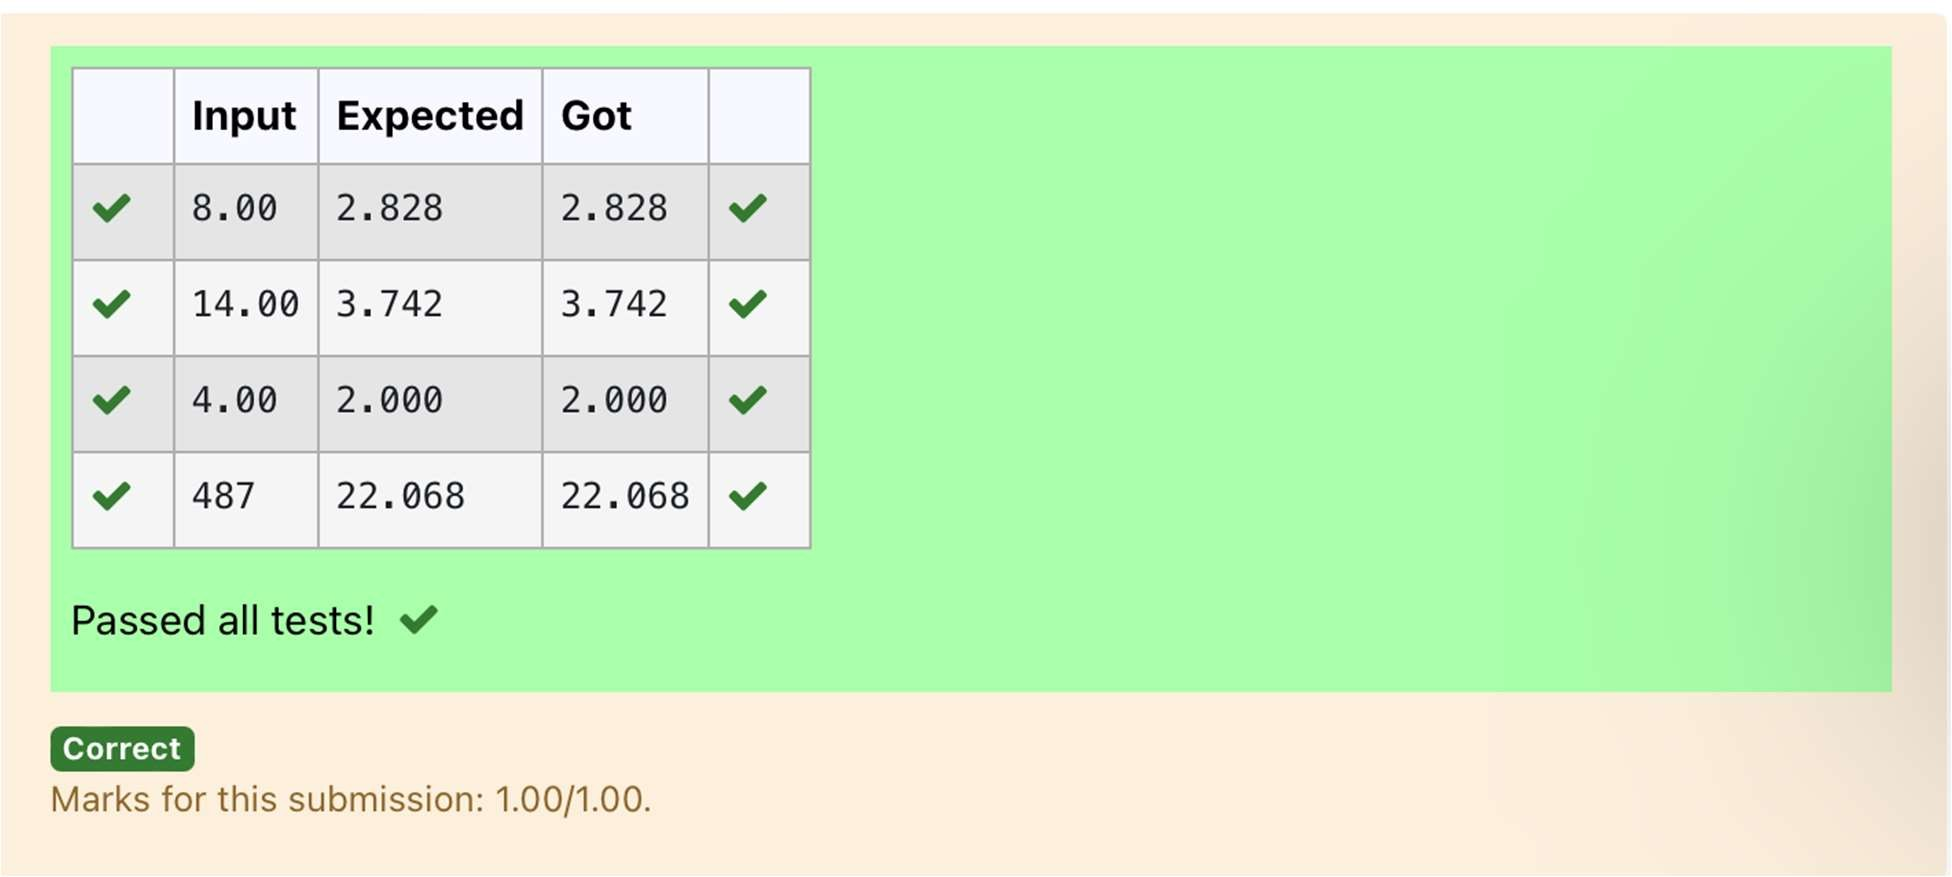 Input Expected Got
8.00 2.828 2.828
14.00 3.742 3.742
4.00 2.000 2.000
487 22.068 22.068
Passed all tests!
Correct
Marks for this submission: 1.00/1.00.